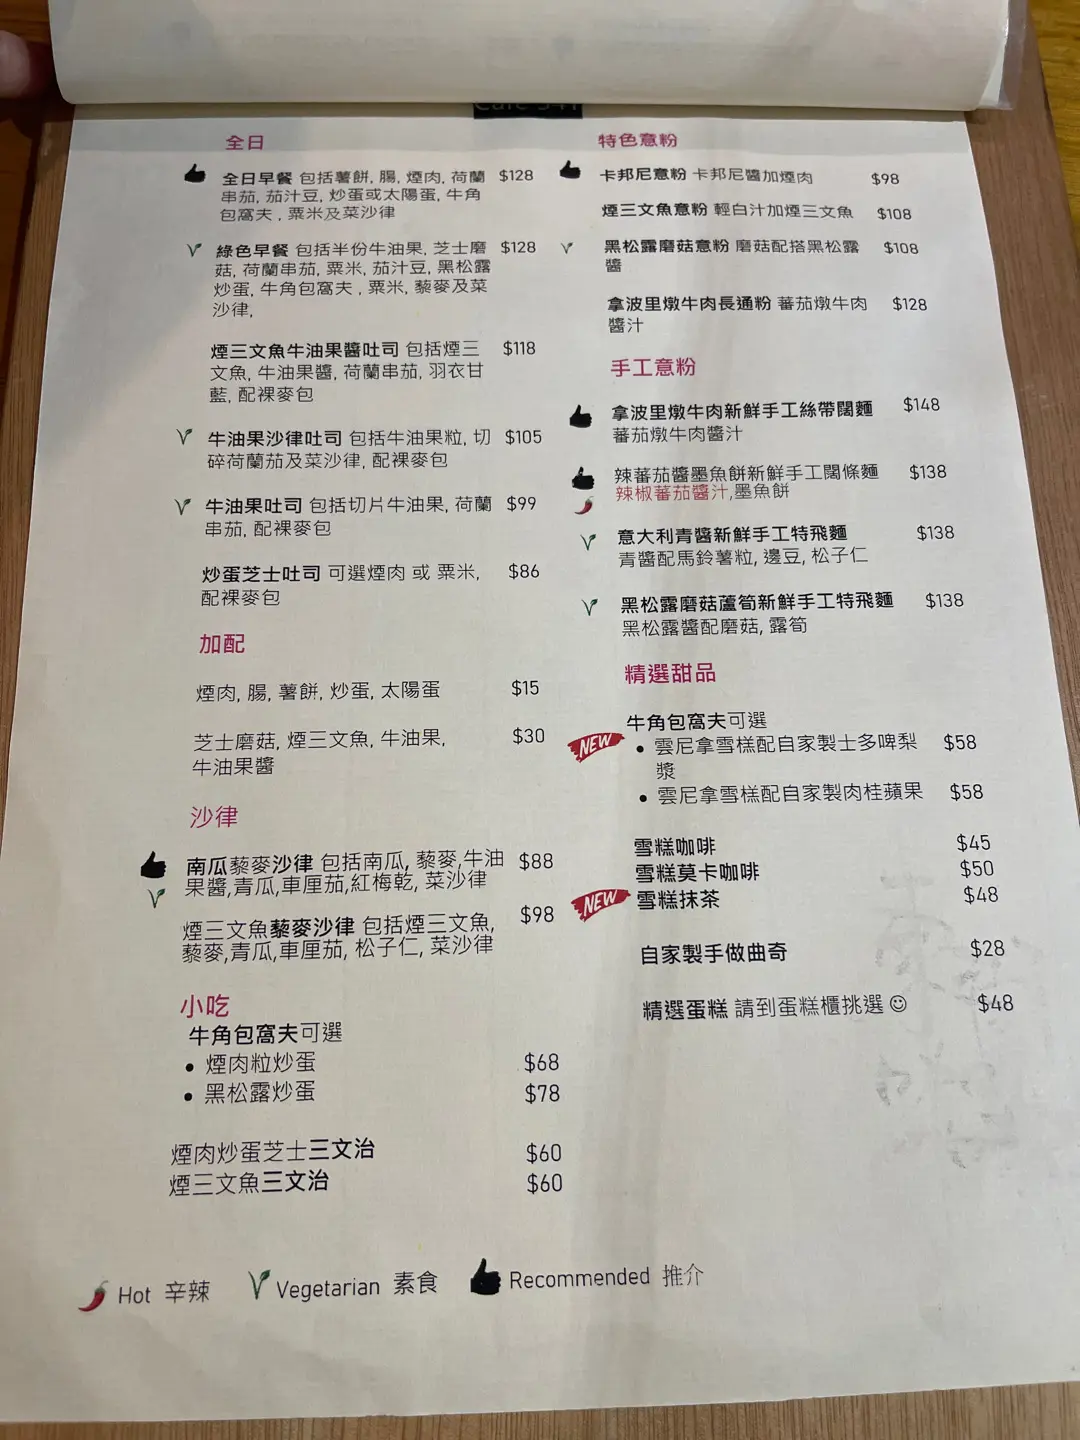 Cafe 541
全日
全日早餐 包括薯餅, 腸, 煙肉, 荷蘭 $128
串茄, 茄汁豆, 炒蛋或太陽蛋, 牛角
包窩夫 , 粟米及菜沙律
綠色早餐 包括半份牛油果, 芝士磨 $128
菇, 荷蘭串茄, 粟米, 茄汁豆, 黑松露
炒蛋, 牛角包窩夫 , 粟米, 藜麥及菜
沙律,
煙三文魚牛油果醬吐司 包括煙三 $118
文魚, 牛油果醬, 荷蘭串茄, 羽衣甘
藍, 配裸麥包
牛油果沙律吐司 包括牛油果粒, 切 $105
碎荷蘭茄及菜沙律, 配裸麥包
牛油果吐司 包括切片牛油果, 荷蘭 $99
串茄, 配裸麥包
炒蛋芝士吐司 可選煙肉 或 粟米, $86
配裸麥包
加配
煙肉, 腸, 薯餅, 炒蛋, 太陽蛋 $15
芝士磨菇, 煙三文魚, 牛油果, $30
牛油果醬
沙律
南瓜藜麥沙律 包括南瓜, 藜麥,牛油 $88
果醬,青瓜,車厘茄,紅梅乾, 菜沙律
煙三文魚藜麥沙律 包括煙三文魚, $98
藜麥,青瓜,車厘茄, 松子仁, 菜沙律
小吃
牛角包窩夫可選
• 煙肉粒炒蛋 $68
• 黑松露炒蛋 $78
煙肉炒蛋芝士三文治 $60
煙三文魚三文治 $60
特色意粉
卡邦尼意粉 卡邦尼醬加煙肉 $98
煙三文魚意粉 輕白汁加煙三文魚 $108
黑松露磨菇意粉 磨菇配搭黑松露 $108
醬
拿波里燉牛肉長通粉 蕃茄燉牛肉 $128
醬汁
手工意粉
拿波里燉牛肉新鮮手工絲帶闊麵 $148
蕃茄燉牛肉醬汁
辣蕃茄醬墨魚餅新鮮手工闊條麵 $138
辣椒蕃茄醬汁,墨魚餅
意大利青醬新鮮手工特飛麵 $138
青醬配馬鈴薯粒, 邊豆, 松子仁
黑松露磨菇蘆筍新鮮手工特飛麵 $138
黑松露醬配磨菇, 露筍
精選甜品
牛角包窩夫可選
NEW • 雲尼拿雪糕配自家製士多啤梨 $58
漿
• 雲尼拿雪糕配自家製肉桂蘋果 $58
雪糕咖啡 $45
雪糕莫卡咖啡 $50
NEW 雪糕抹茶 $48
自家製手做曲奇 $28
精選蛋糕 請到蛋糕櫃挑選☺ $48
Hot 辛辣 Vegetarian 素食 Recommended 推介